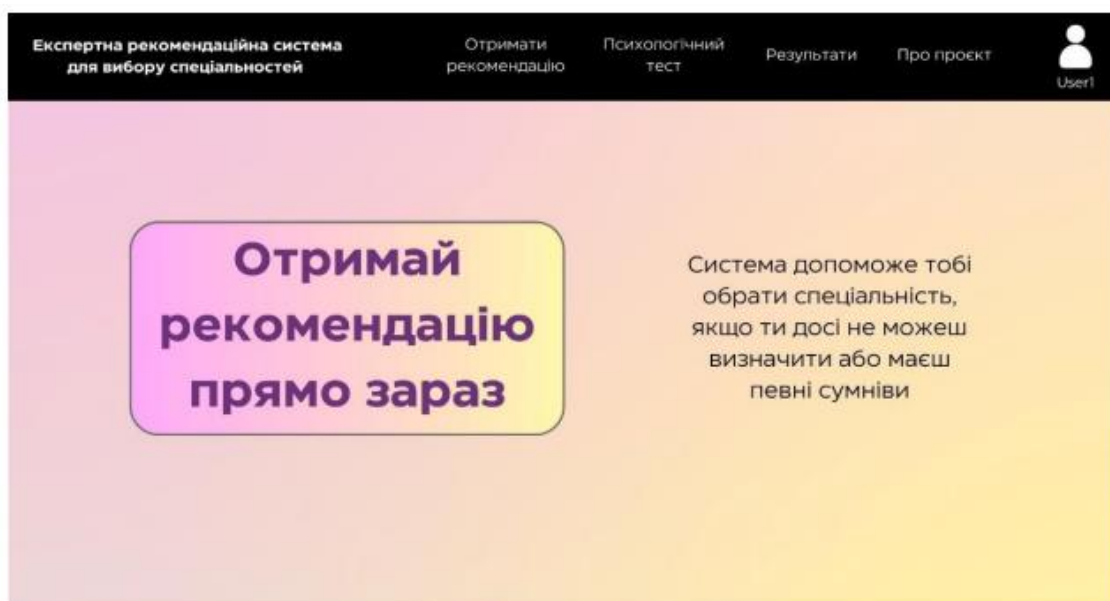 Експертна рекомендаційна система
для вибору спеціальностей
Отримати
рекомендацію
Психологічний
тест
Результати
Про проєкт
User1
Отримай
рекомендацію
прямо зараз
Система допоможе тобі
обрати спеціальність,
якщо ти досі не можеш
визначити або маєш
певні сумніви